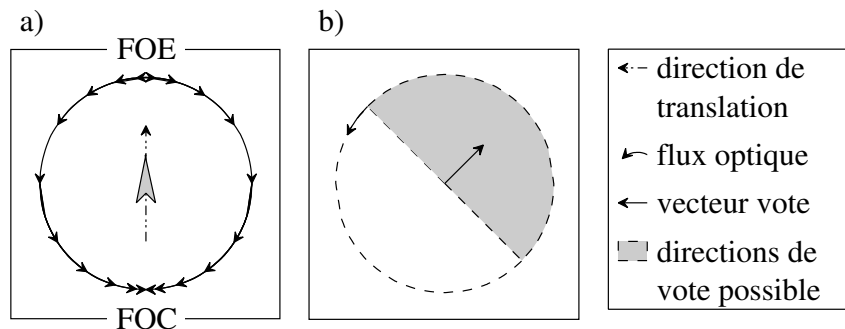 a)
FOE
FOC
b)
direction de
translation
flux optique
vecteur vote
directions de
vote possible